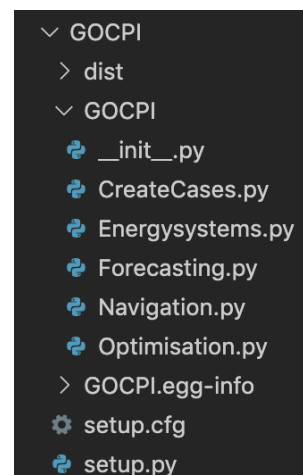 GOCPI
dist
GOCPI
__init__.py
CreateCases.py
Energysystems.py
Forecasting.py
Navigation.py
Optimisation.py
GOCPI.egg-info
setup.cfg
setup.py